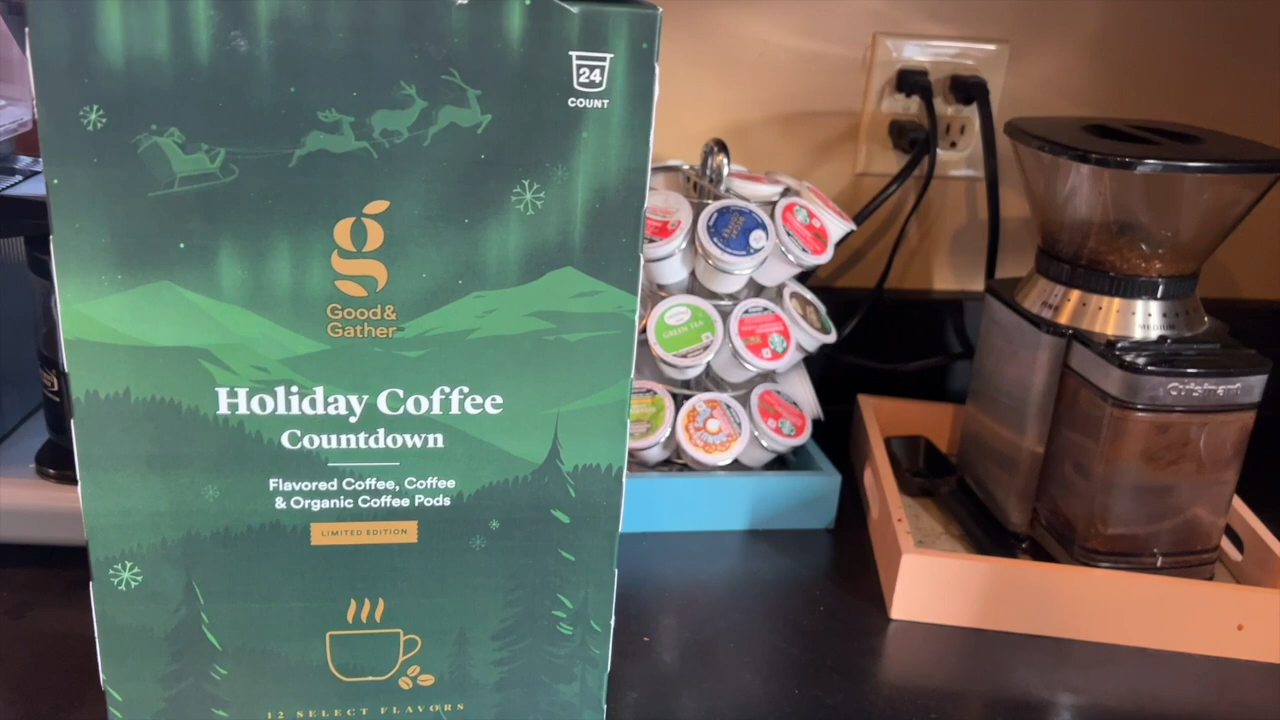 24
COUNT
g
Good&
Gather
Holiday Coffee
Countdown
Flavored Coffee, Coffee
& Organic Coffee Pods
LIMITED EDITION
12 SELECT FLAVORS
DECAF
GREEN TEA
MEDIUM
Cuisinart